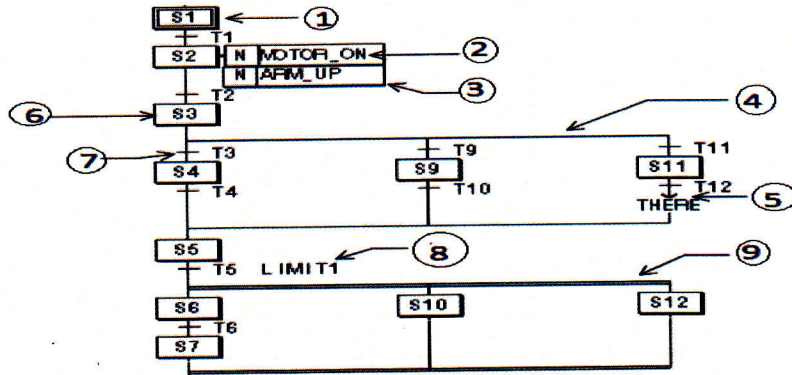 S1 1
T1
S2 N MOTOR_ON 2
N ARM_UP 3
T2
6 S3 4
7 T3 T9 T11
S4 S9 S11
T4 T10 T12 5
THERE
S5 8
T5 LIMIT1 9
S6 S10 S12
T6
S7